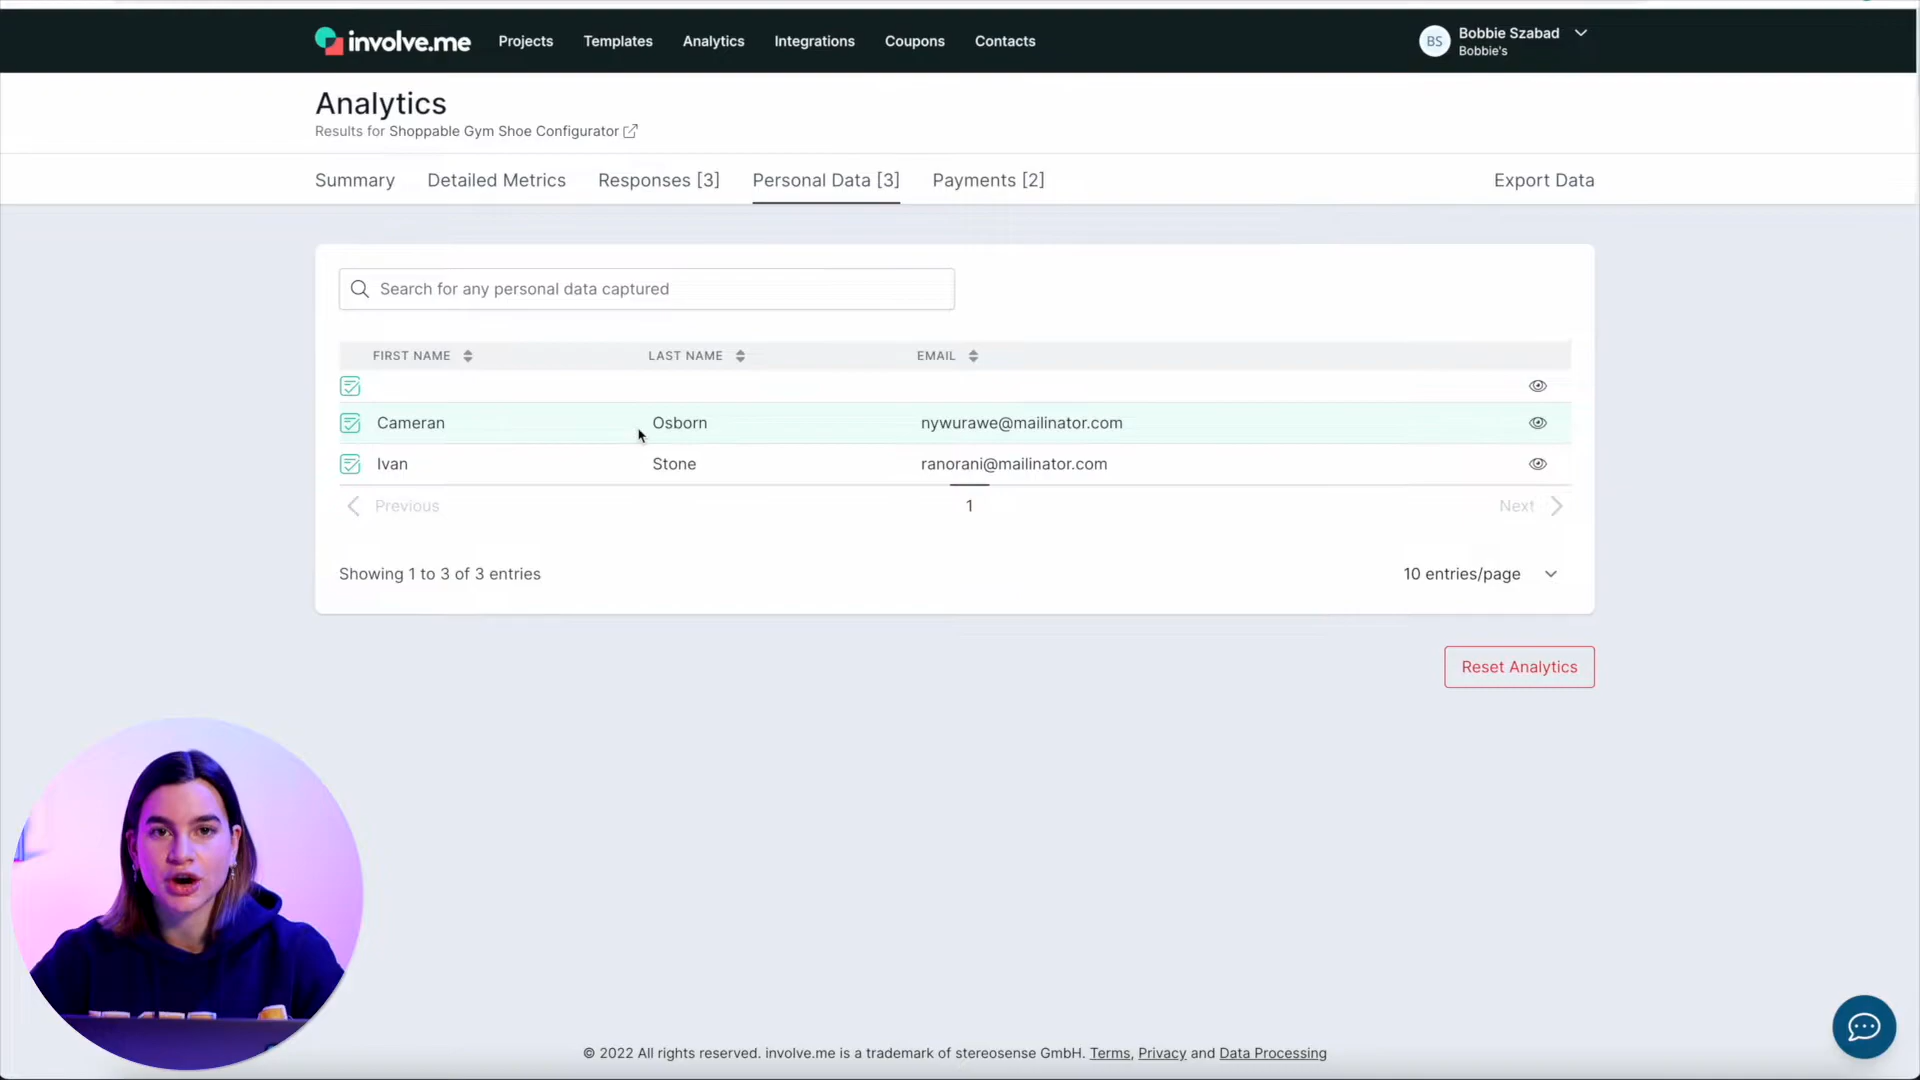 involve.me Projects Templates Analytics Integrations Coupons Contacts BS Bobbie Szabad
Bobbie's
Analytics
Results for Shoppable Gym Shoe Configurator
Summary Detailed Metrics Responses [3] Personal Data [3] Payments [2] Export Data
Search for any personal data captured
FIRST NAME LAST NAME EMAIL
Cameran Osborn nywurawe@mailinator.com
Ivan Stone ranorani@mailinator.com
Previous 1 Next
Showing 1 to 3 of 3 entries 10 entries/page
Reset Analytics
© 2022 All rights reserved. involve.me is a trademark of stereosense GmbH. Terms, Privacy and Data Processing